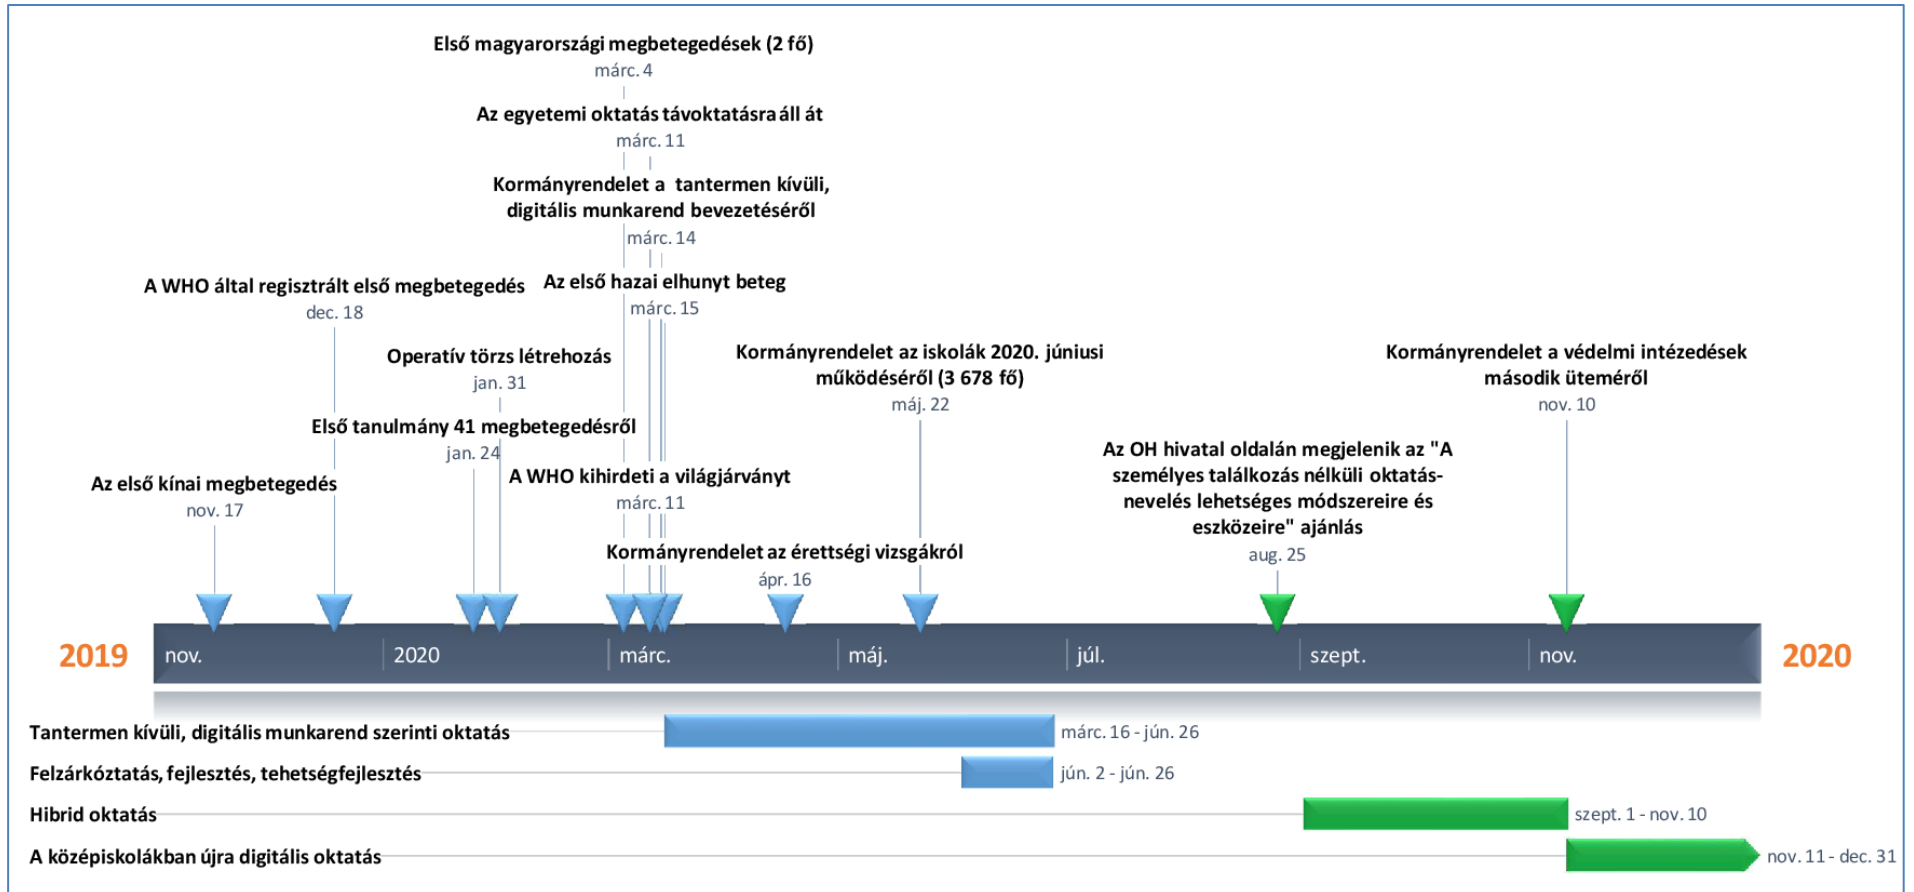 Első magyarországi megbetegedések (2 fő)
márc. 4
Az egyetemi oktatás távoktatásra áll át
márc. 11
Kormányrendelet a tantermen kívüli,
digitális munkarend bevezetéséről
márc. 14
A WHO által regisztrált első megbetegedés
dec. 18
Az első hazai elhunyt beteg
márc. 15
Operatív törzs létrehozás
jan. 31
Kormányrendelet az iskolák 2020. júniusi
működéséről (3 678 fő)
máj. 22
Kormányrendelet a védelmi intézedések
második üteméről
nov. 10
Első tanulmány 41 megbetegedésről
jan. 24
Az OH hivatal oldalán megjelenik az "A
személyes találkozás nélküli oktatás-
nevelés lehetséges módszereire és
eszközeire" ajánlás
aug. 25
Az első kínai megbetegedés
nov. 17
A WHO kihirdeti a világjárványt
márc. 11
Kormányrendelet az érettségi vizsgákról
ápr. 16
2019 nov. 2020 márc. máj. júl. szept. nov. 2020
Tantermen kívüli, digitális munkarend szerinti oktatás márc. 16 - jún. 26
Felzárkóztatás, fejlesztés, tehetségfejlesztés jún. 2 - jún. 26
Hibrid oktatás szept. 1 - nov. 10
A középiskolákban újra digitális oktatás nov. 11 - dec. 31